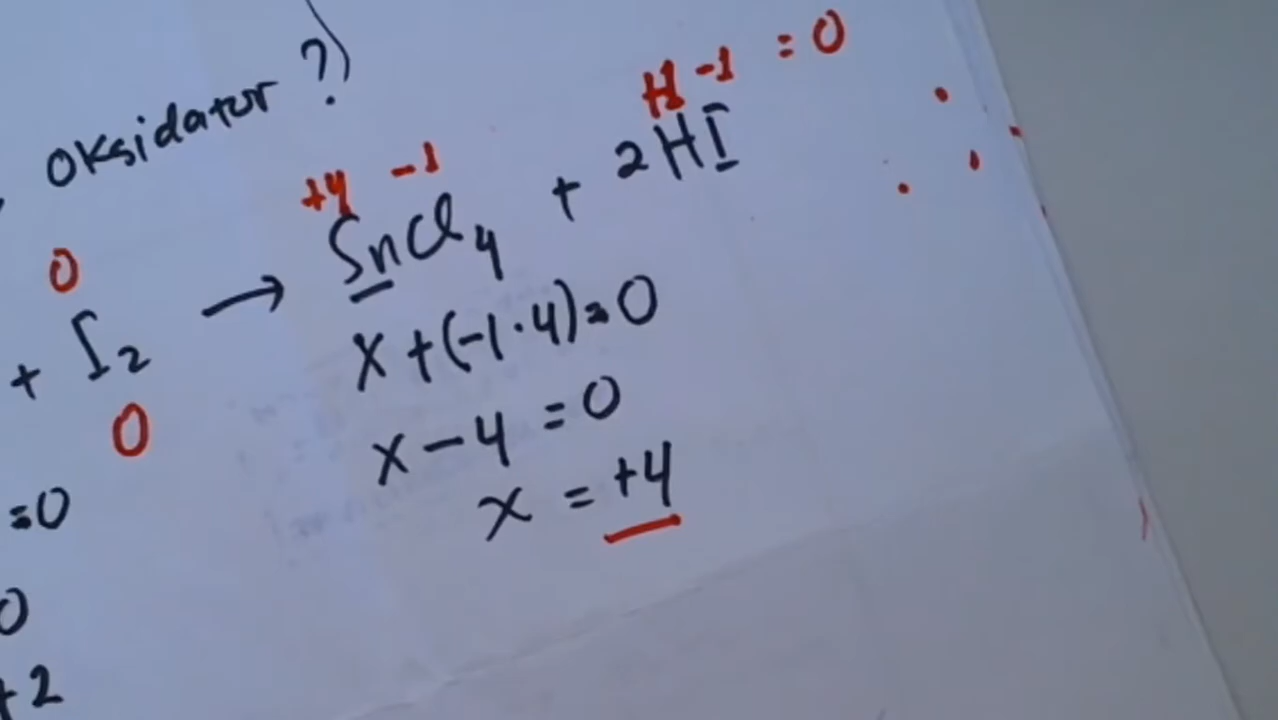 oksidator ?)
H -1 = 0
+4 -1
0
+ I2 → SnCl4 + 2HI
0
x + (-1·4) = 0
x - 4 = 0
x = +4
=0
0
+2